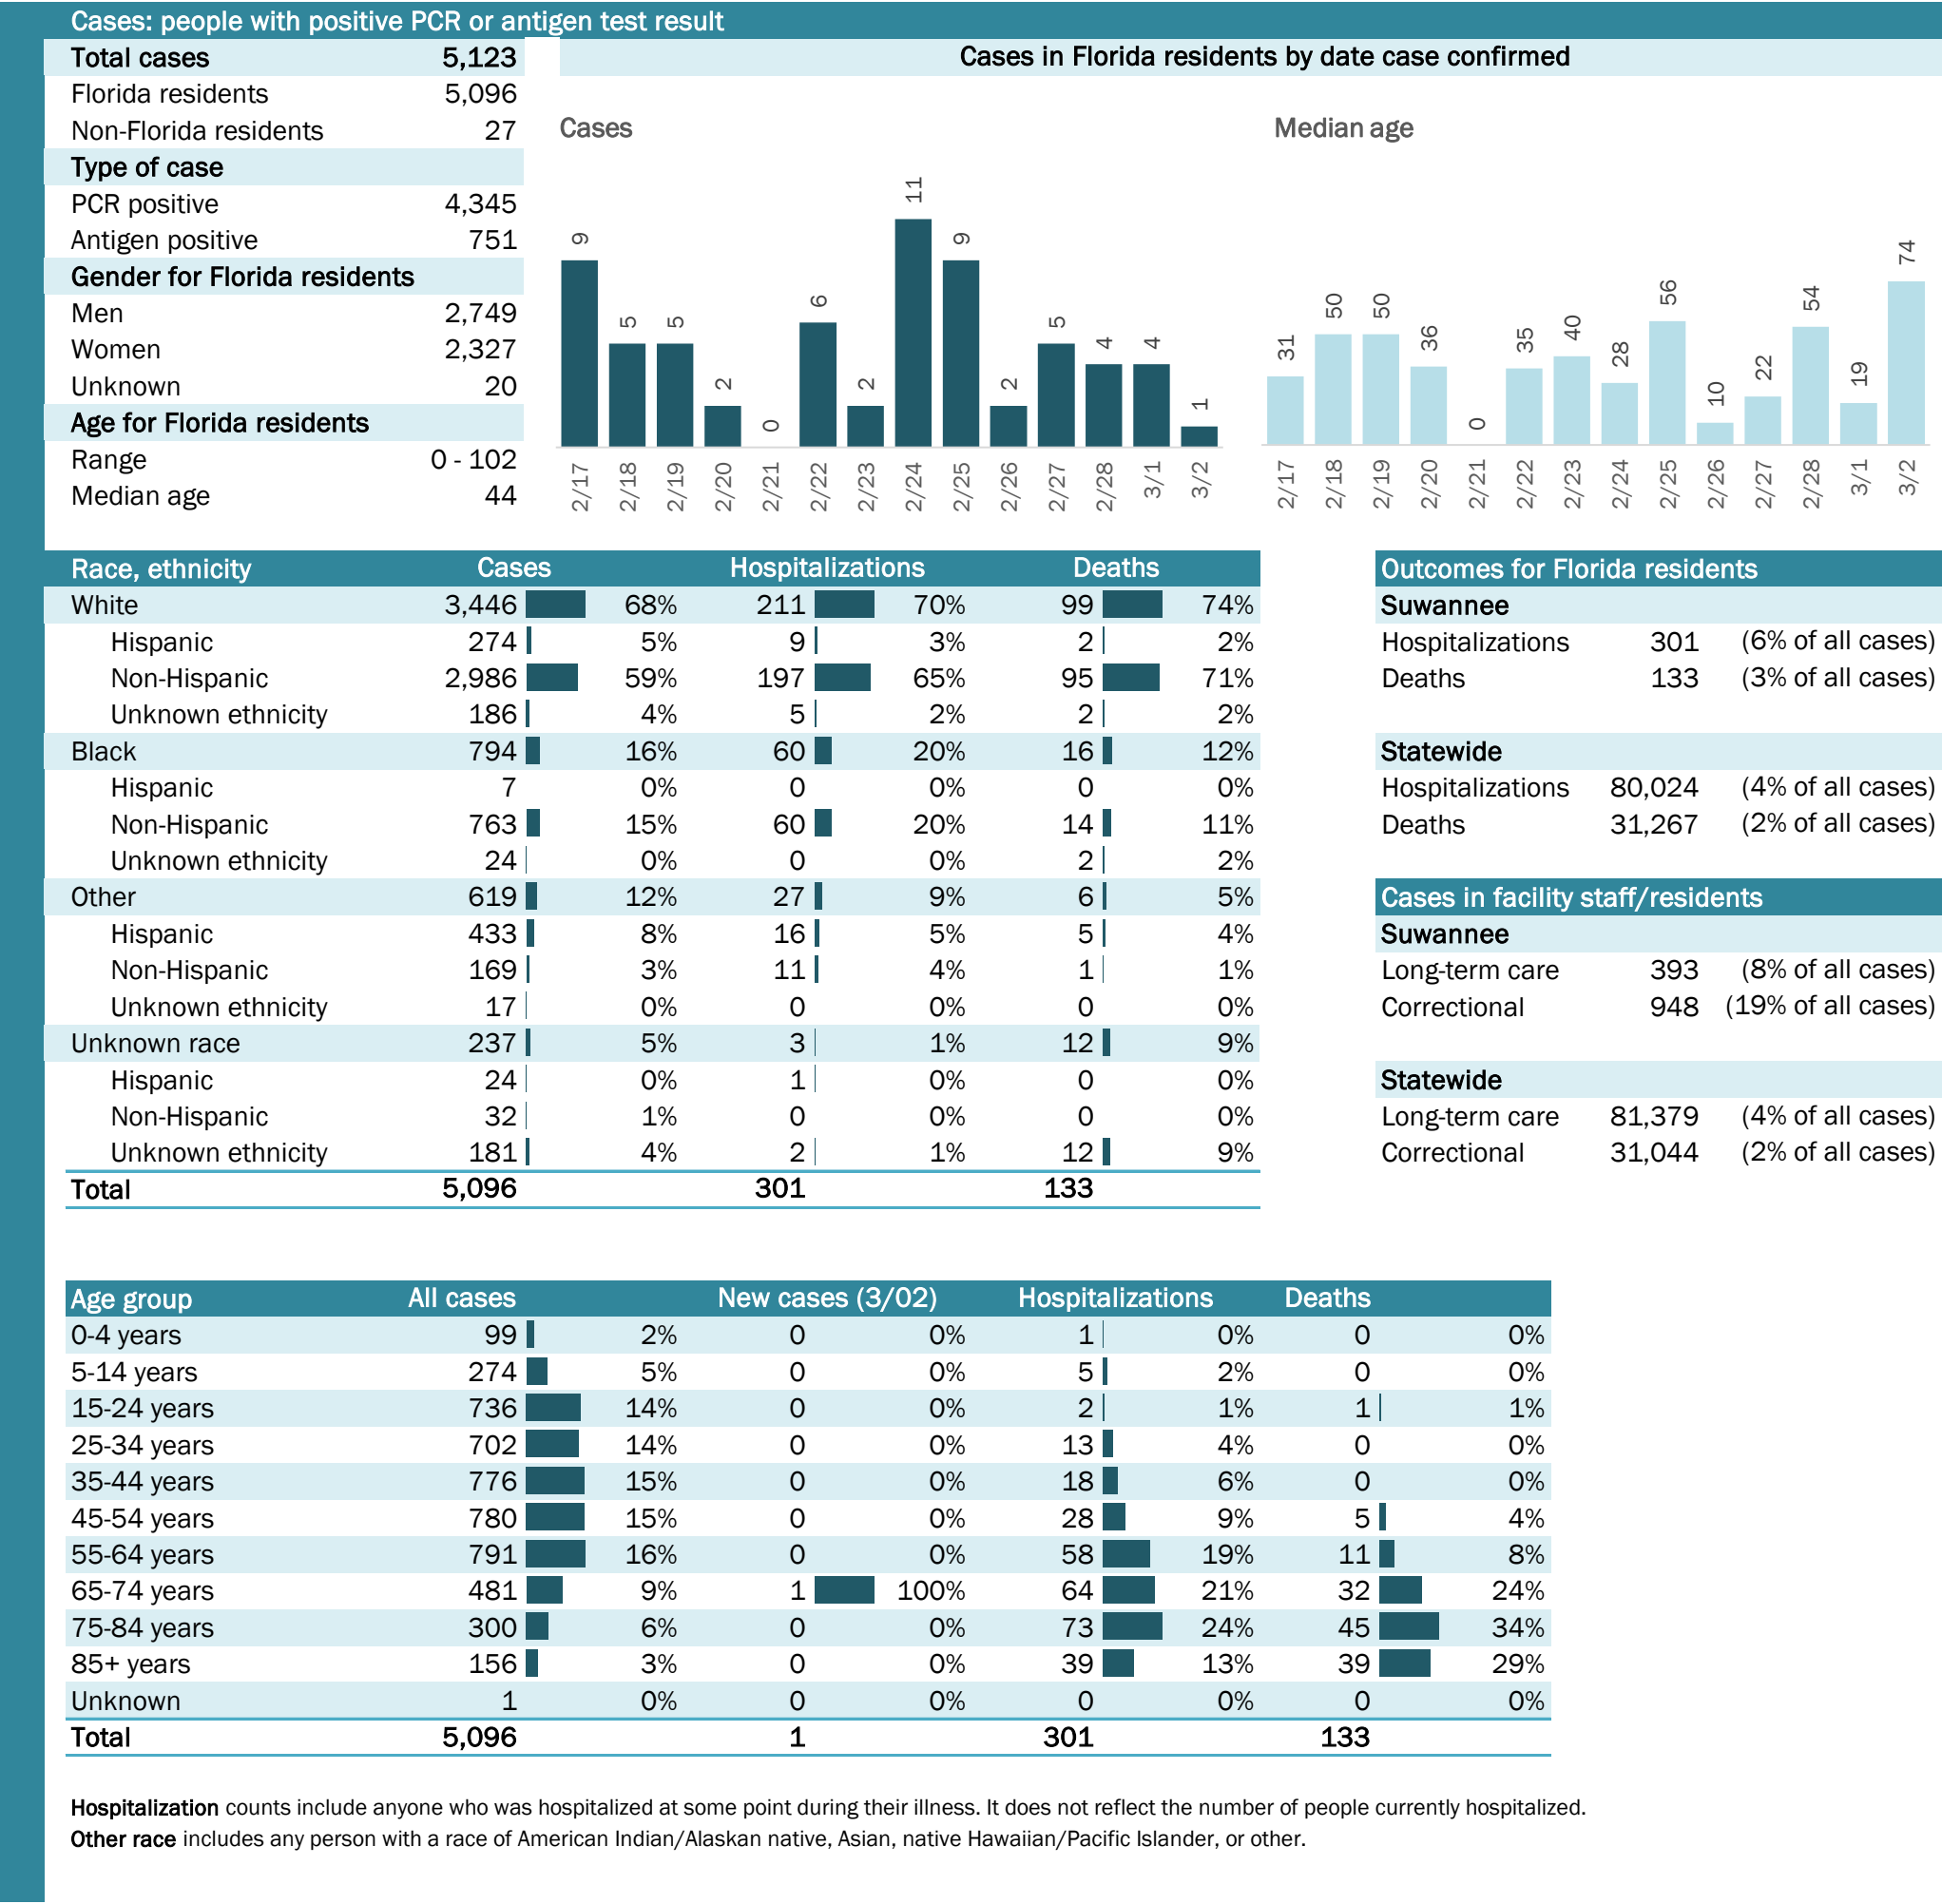 Cases: people with positive PCR or antigen test result
Total cases 5,123
Florida residents 5,096
Non-Florida residents 27
Type of case
PCR positive 4,345
Antigen positive 751
Gender for Florida residents
Men 2,749
Women 2,327
Unknown 20
Age for Florida residents
Range 0 - 102
Median age 44
Cases in Florida residents by date case confirmed
Cases
9 5 5 2 0 6 2 11 9 2 5 4 4 1
2/17 2/18 2/19 2/20 2/21 2/22 2/23 2/24 2/25 2/26 2/27 2/28 3/1 3/2
Median age
31 50 50 36 0 35 40 28 56 10 22 54 19 74
2/17 2/18 2/19 2/20 2/21 2/22 2/23 2/24 2/25 2/26 2/27 2/28 3/1 3/2
Race, ethnicity Cases Hospitalizations Deaths
White 3,446 68% 211 70% 99 74%
Hispanic 274 5% 9 3% 2 2%
Non-Hispanic 2,986 59% 197 65% 95 71%
Unknown ethnicity 186 4% 5 2% 2 2%
Black 794 16% 60 20% 16 12%
Hispanic 7 0% 0 0% 0 0%
Non-Hispanic 763 15% 60 20% 14 11%
Unknown ethnicity 24 0% 0 0% 2 2%
Other 619 12% 27 9% 6 5%
Hispanic 433 8% 16 5% 5 4%
Non-Hispanic 169 3% 11 4% 1 1%
Unknown ethnicity 17 0% 0 0% 0 0%
Unknown race 237 5% 3 1% 12 9%
Hispanic 24 0% 1 0% 0 0%
Non-Hispanic 32 1% 0 0% 0 0%
Unknown ethnicity 181 4% 2 1% 12 9%
Total 5,096 301 133
Outcomes for Florida residents
Suwannee
Hospitalizations 301 (6% of all cases)
Deaths 133 (3% of all cases)
Statewide
Hospitalizations 80,024 (4% of all cases)
Deaths 31,267 (2% of all cases)
Cases in facility staff/residents
Suwannee
Long-term care 393 (8% of all cases)
Correctional 948 (19% of all cases)
Statewide
Long-term care 81,379 (4% of all cases)
Correctional 31,044 (2% of all cases)
Age group All cases New cases (3/02) Hospitalizations Deaths
0-4 years 99 2% 0 0% 1 0% 0 0%
5-14 years 274 5% 0 0% 5 2% 0 0%
15-24 years 736 14% 0 0% 2 1% 1 1%
25-34 years 702 14% 0 0% 13 4% 0 0%
35-44 years 776 15% 0 0% 18 6% 0 0%
45-54 years 780 15% 0 0% 28 9% 5 4%
55-64 years 791 16% 0 0% 58 19% 11 8%
65-74 years 481 9% 1 100% 64 21% 32 24%
75-84 years 300 6% 0 0% 73 24% 45 34%
85+ years 156 3% 0 0% 39 13% 39 29%
Unknown 1 0% 0 0% 0 0% 0 0%
Total 5,096 1 301 133
Hospitalization counts include anyone who was hospitalized at some point during their illness. It does not reflect the number of people currently hospitalized.
Other race includes any person with a race of American Indian/Alaskan native, Asian, native Hawaiian/Pacific Islander, or other.